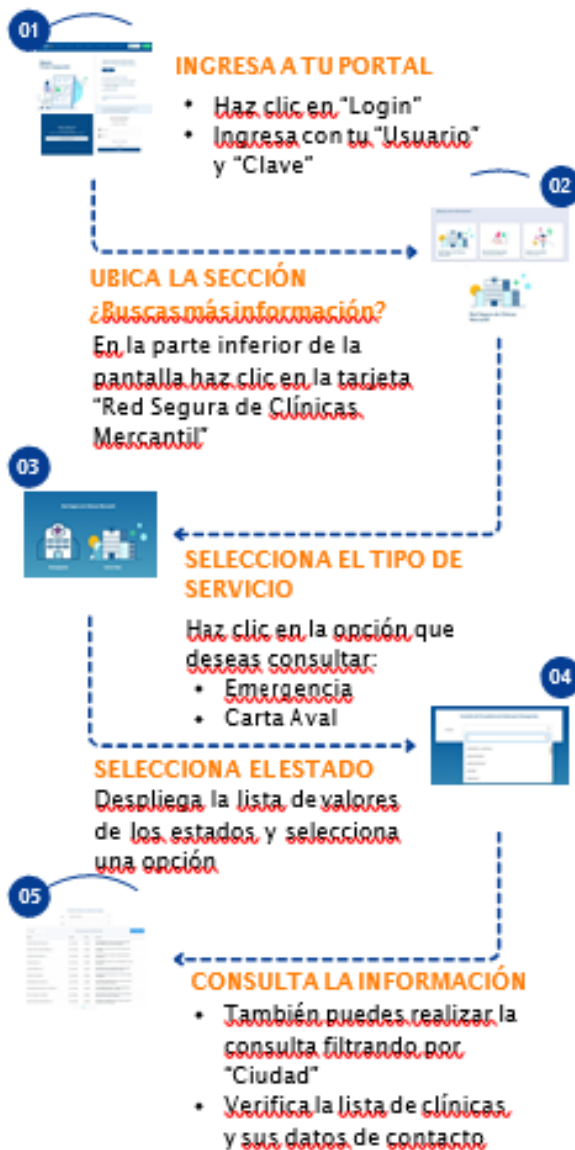 01
INGRESA A TU PORTAL
• Haz clic en "Login"
• Ingresa con tu "Usuario"
y "Clave"
02
UBICA LA SECCIÓN
¿Buscas más información?
En la parte inferior de la
pantalla haz clic en la tarjeta
"Red Segura de Clínicas
Mercantil"
03
SELECCIONA EL TIPO DE
SERVICIO
Haz clic en la opción que
deseas consultar:
• Emergencia
• Carta Aval
04
SELECCIONA EL ESTADO
Despliega la lista de valores
de los estados y selecciona
una opción
05
CONSULTA LA INFORMACIÓN
• También puedes realizar la
consulta filtrando por
"Ciudad"
• Verifica la lista de clínicas
y sus datos de contacto